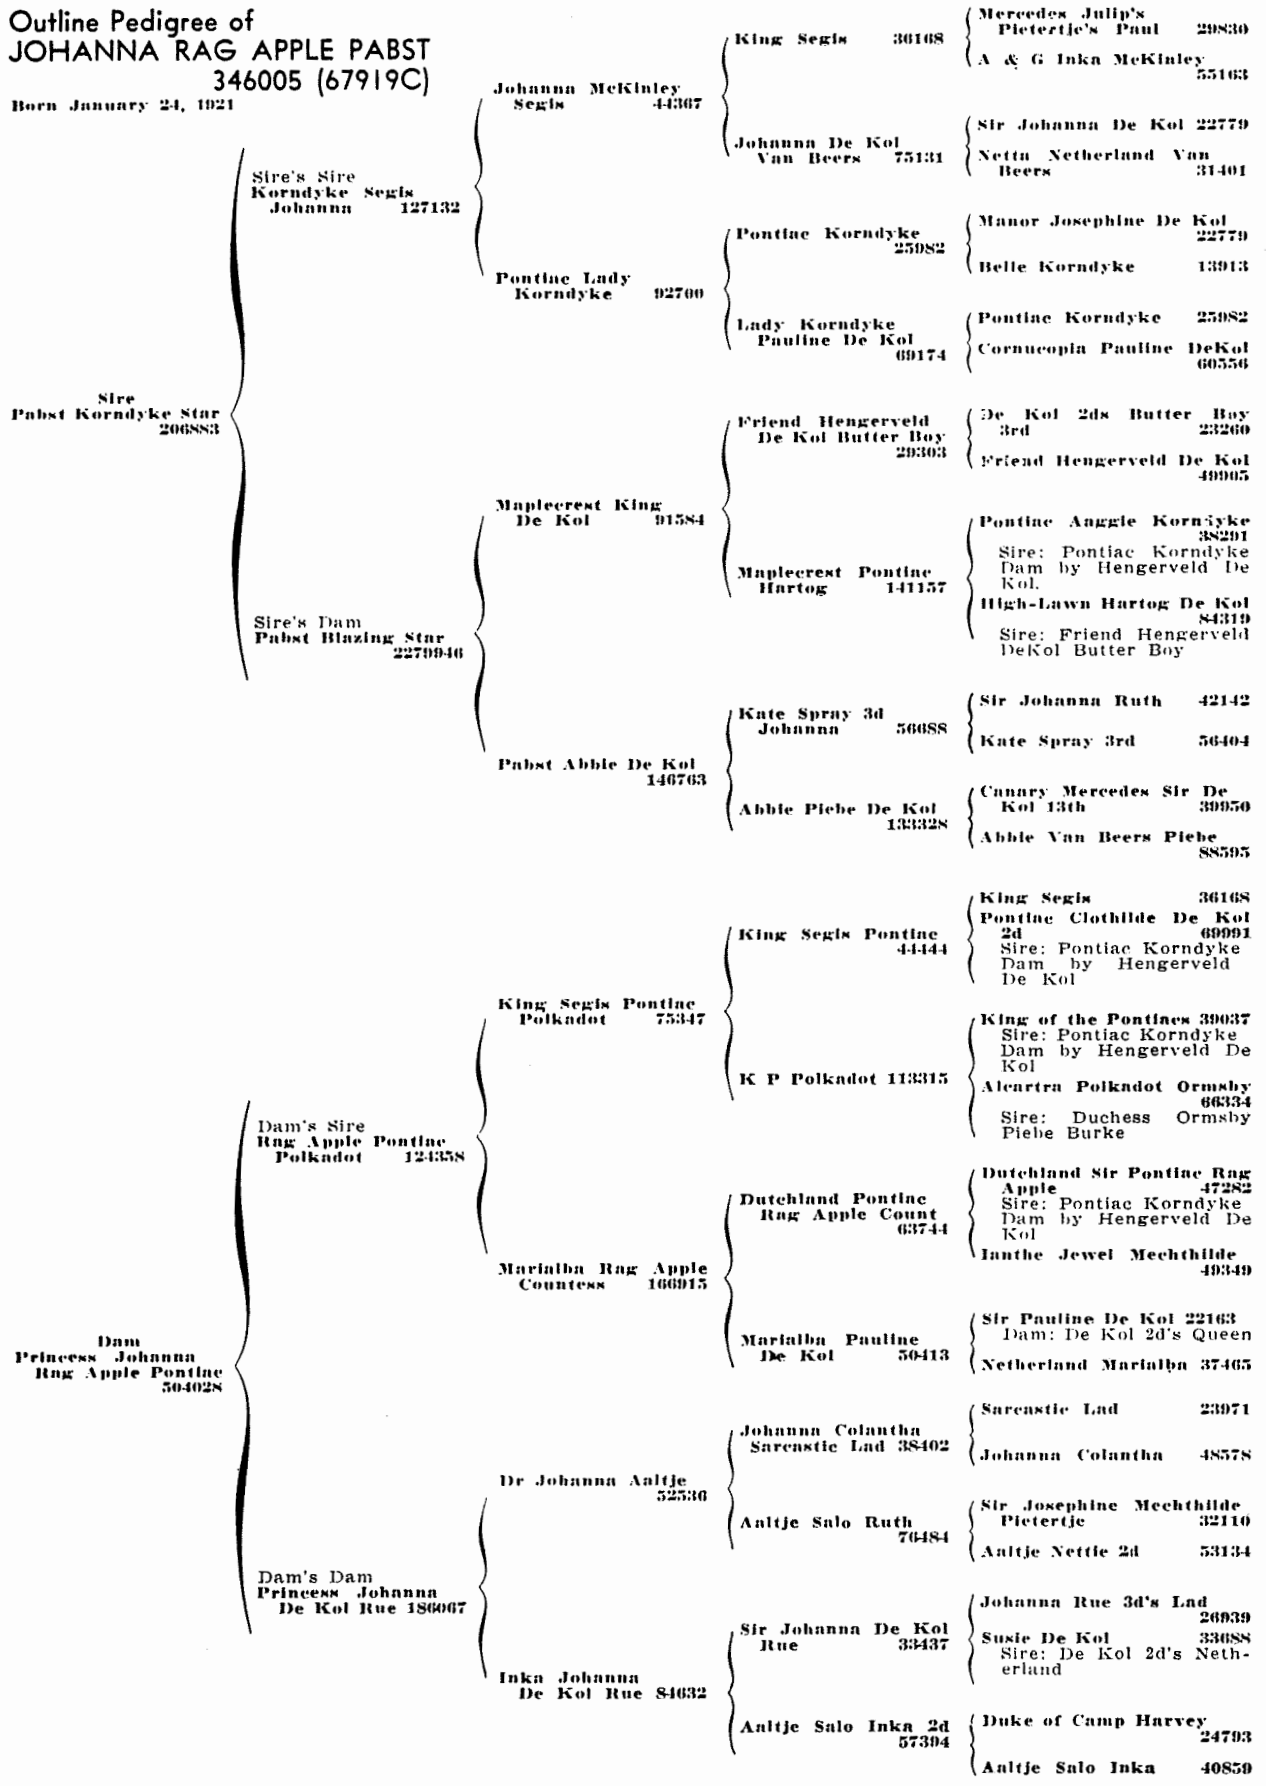 Outline Pedigree of
JOHANNA RAG APPLE PABST
346005 (67919C)
Born January 24, 1921
Sire
Pabst Korndyke Star
206883
Sire's Sire
Korndyke Segis
Johanna 127132
Sire's Dam
Pabst Blazing Star
2279946
Johanna McKinley
Segis 44367
Pontiac Lady
Korndyke 92700
Maplecrest King
De Kol 91584
Pabst Abbie De Kol
146763
King Segis 36168
Johanna De Kol
Van Beers 75131
Pontiac Korndyke
25982
Lady Korndyke
Pauline De Kol
69174
Friend Hengerveld
De Kol Butter Boy
29303
Maplecrest Pontiac
Hartog 141157
Kate Spray 3d
Johanna 56688
Abbie Piebe De Kol
133328
Mercedes Julip's
Pietertje's Paul 29830
A & G Inka McKinley
55163
Sir Johanna De Kol 22779
Netta Netherland Van
Beers 31401
Manor Josephine De Kol
22779
Belle Korndyke 13913
Pontiac Korndyke 25982
Cornucopia Pauline DeKol
60556
De Kol 2ds Butter Boy
3rd 23260
Friend Hengerveld De Kol
49905
Pontiac Aaggie Korndyke
38291
Sire: Pontiac Korndyke
Dam by Hengerveld De
Kol.
High-Lawn Hartog De Kol
84319
Sire: Friend Hengerveld
DeKol Butter Boy
Sir Johanna Ruth 42142
Kate Spray 3rd 56404
Canary Mercedes Sir De
Kol 13th 39950
Abbie Van Beers Piebe
88595
Dam
Princess Johanna
Rag Apple Pontiac
504028
Dam's Sire
Rag Apple Pontiac
Polkadot 124358
Dam's Dam
Princess Johanna
De Kol Rue 186067
King Segis Pontiac
Polkadot 75347
Marialba Rag Apple
Countess 166915
Dr Johanna Aaltje
52536
Inka Johanna
De Kol Rue 84632
King Segis Pontiac
44444
K P Polkadot 113315
Dutchland Pontiac
Rag Apple Count
63744
Marialba Pauline
De Kol 50413
Johanna Colantha
Sarcastic Lad 38402
Aaltje Salo Ruth
76484
Sir Johanna De Kol
Rue 33437
Aaltje Salo Inka 2d
57394
King Segis 36168
Pontiac Clothilde De Kol
2d 69991
Sire: Pontiac Korndyke
Dam by Hengerveld
De Kol
King of the Pontiacs 39037
Sire: Pontiac Korndyke
Dam by Hengerveld De
Kol
Alcartra Polkadot Ormsby
66334
Sire: Duchess Ormsby
Piebe Burke
Dutchland Sir Pontiac Rag
Apple 47282
Sire: Pontiac Korndyke
Dam by Hengerveld De
Kol
Ianthe Jewel Mechthilde
49349
Sir Pauline De Kol 22163
Dam: De Kol 2d's Queen
Netherland Marialba 37465
Sarcastic Lad 23971
Johanna Colantha 48578
Sir Josephine Mechthilde
Pietertje 32110
Aaltje Nettie 2d 53134
Johanna Rue 3d's Lad
26939
Susie De Kol 33688
Sire: De Kol 2d's Neth-
erland
Duke of Camp Harvey
24793
Aaltje Salo Inka 40859